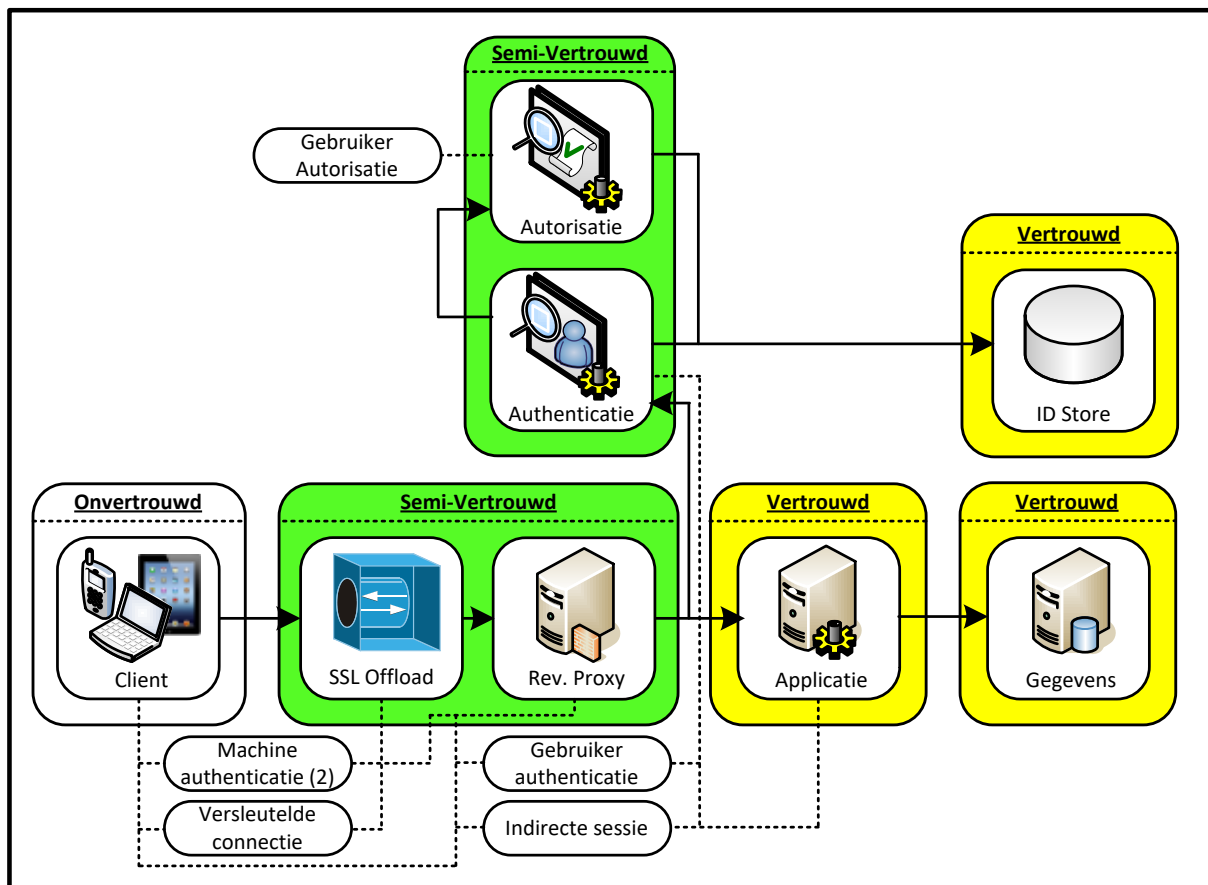 Semi-Vertrouwd
Gebruiker
Autorisatie
Autorisatie
Vertrouwd
Authenticatie
ID Store
Onvertrouwd
Semi-Vertrouwd
Vertrouwd
Vertrouwd
Client
SSL Offload
Rev. Proxy
Applicatie
Gegevens
Machine
authenticatie (2)
Gebruiker
authenticatie
Versleutelde
connectie
Indirecte sessie